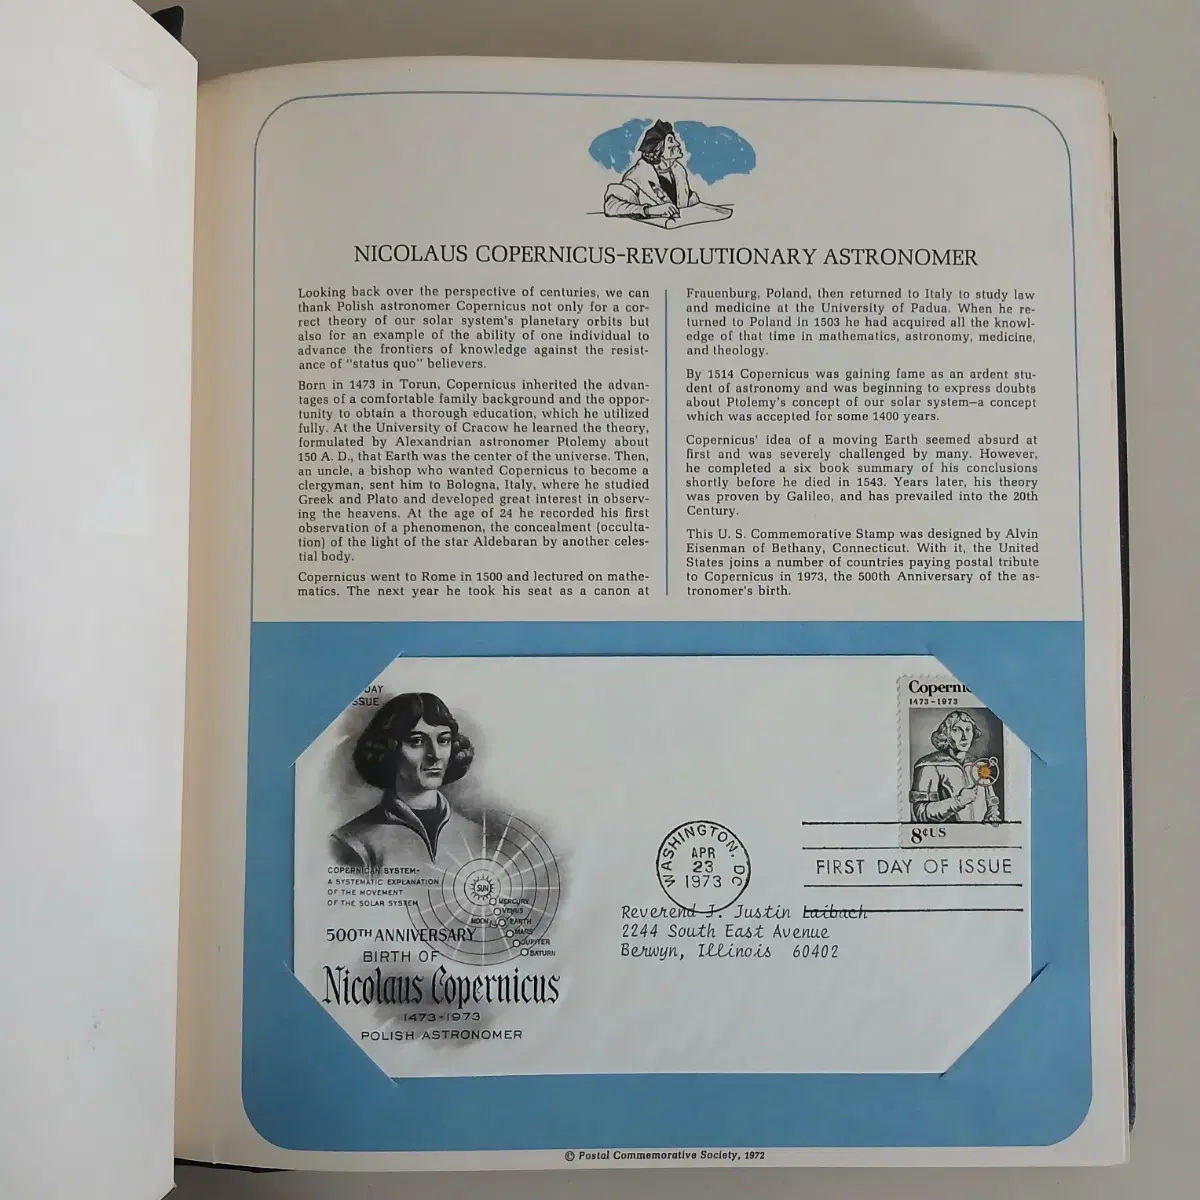 NICOLAUS COPERNICUS-REVOLUTIONARY ASTRONOMER
Looking back over the perspective of centuries, we can
thank Polish astronomer Copernicus not only for a cor-
rect theory of our solar system's planetary orbits but
also for an example of the ability of one individual to
advance the frontiers of knowledge against the resist-
ance of "status quo" believers.
Born in 1473 in Torun, Copernicus inherited the advan-
tages of a comfortable family background and the oppor-
tunity to obtain a thorough education, which he utilized
fully. At the University of Cracow he learned the theory,
formulated by Alexandrian astronomer Ptolemy about
150 A. D., that Earth was the center of the universe. Then,
an uncle, a bishop who wanted Copernicus to become a
clergyman, sent him to Bologna, Italy, where he studied
Greek and Plato and developed great interest in observ-
ing the heavens. At the age of 24 he recorded his first
observation of a phenomenon, the concealment (occulta-
tion) of the light of the star Aldebaran by another celes-
tial body.
Copernicus went to Rome in 1500 and lectured on mathe-
matics. The next year he took his seat as a canon at
Frauenburg, Poland, then returned to Italy to study law
and medicine at the University of Padua. When he re-
turned to Poland in 1503 he had acquired all the knowl-
edge of that time in mathematics, astronomy, medicine,
and theology.
By 1514 Copernicus was gaining fame as an ardent stu-
dent of astronomy and was beginning to express doubts
about Ptolemy's concept of our solar system—a concept
which was accepted for some 1400 years.
Copernicus' idea of a moving Earth seemed absurd at
first and was severely challenged by many. However,
he completed a six book summary of his conclusions
shortly before he died in 1543. Years later, his theory
was proven by Galileo, and has prevailed into the 20th
Century.
This U. S. Commemorative Stamp was designed by Alvin
Eisenman of Bethany, Connecticut. With it, the United
States joins a number of countries paying postal tribute
to Copernicus in 1973, the 500th Anniversary of the as-
tronomer's birth.
DAY
SSUE
COPERNICAN SYSTEM-
A SYSTEMATIC EXPLANATION
OF THE MOVEMENT
OF THE SOLAR SYSTEM
SUN
MERCURY
VENUS
MOON
EARTH
MARS
JUPITER
SATURN
500TH ANNIVERSARY
BIRTH OF
Nicolaus Copernicus
1473-1973
POLISH ASTRONOMER
Copernic
1473-1973
8¢US
WASHINGTON, DC
APR
23
1973
FIRST DAY OF ISSUE
Reverend J. Justin Laibach
2244 South East Avenue
Berwyn, Illinois 60402
© Postal Commemorative Society, 1972